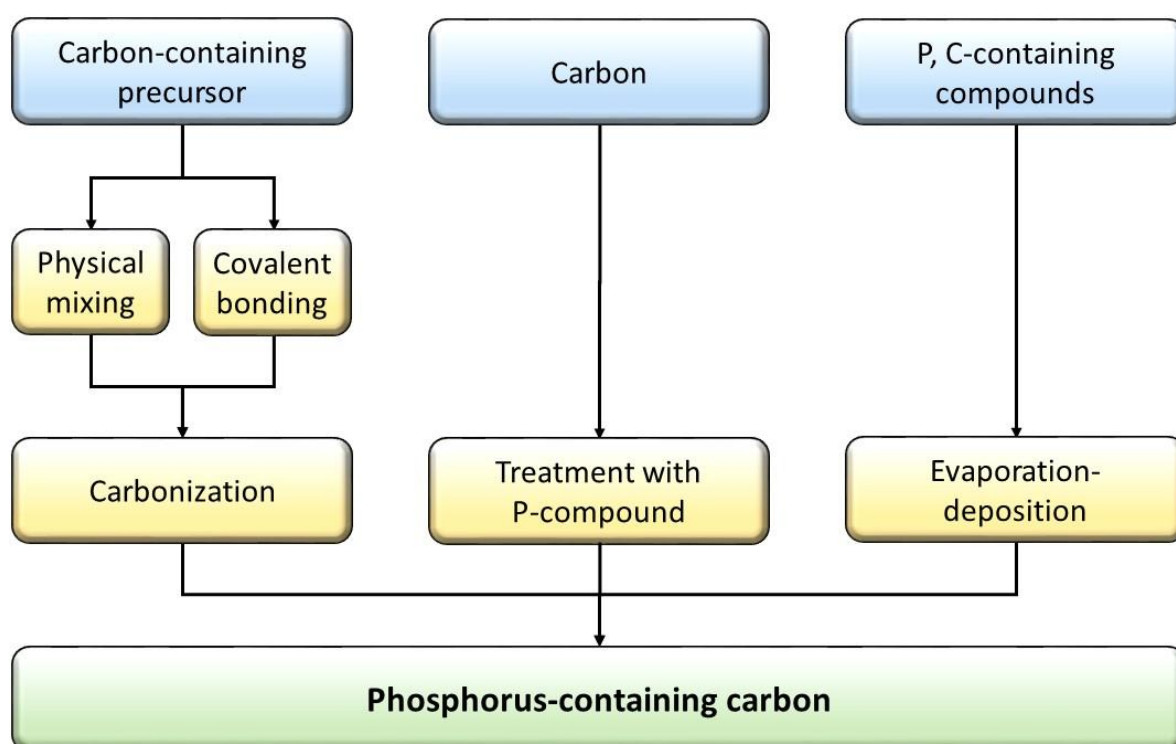 Carbon-containing
precursor
Carbon
P, C-containing
compounds
Physical
mixing
Covalent
bonding
Carbonization
Treatment with
P-compound
Evaporation-
deposition
Phosphorus-containing carbon